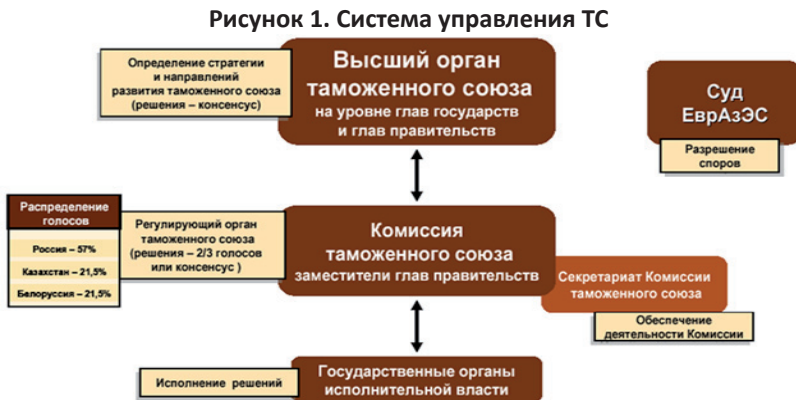 Рисунок 1. Система управления ТС
Определение стратегии
и направлений
развития таможенного союза
(решения – консенсус)
Высший орган
таможенного союза
на уровне глав государств
и глав правительств
Суд
ЕврАзЭС
Разрешение
споров
Распределение
голосов
Россия – 57%
Казахстан – 21,5%
Белоруссия – 21,5%
Регулирующий орган
таможенного союза
(решения – 2/3 голосов
или консенсус )
Комиссия
таможенного союза
заместители глав правительств
Секретариат Комиссии
таможенного союза
Обеспечение
деятельности Комиссии
Исполнение решений
Государственные органы
исполнительной власти